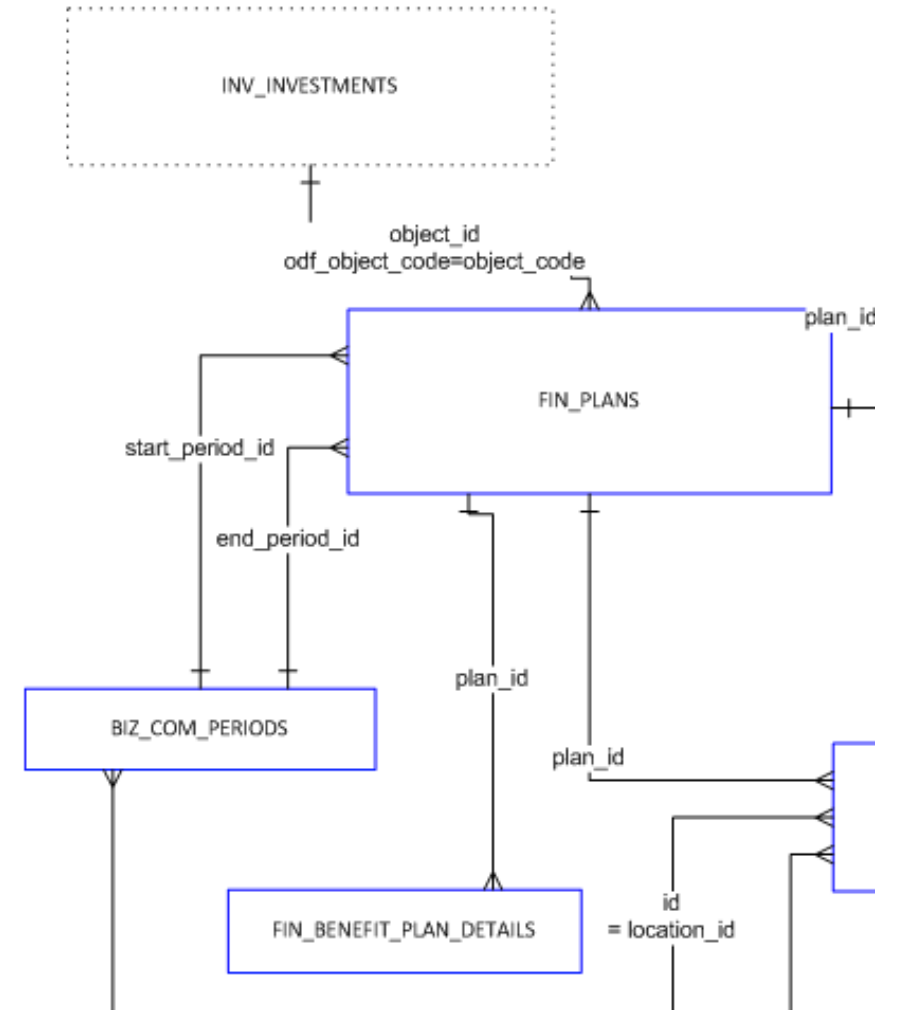 INV_INVESTMENTS
object_id
odf_object_code=object_code
plan_id
FIN_PLANS
start_period_id
end_period_id
plan_id
BIZ_COM_PERIODS
plan_id
id
= location_id
FIN_BENEFIT_PLAN_DETAILS